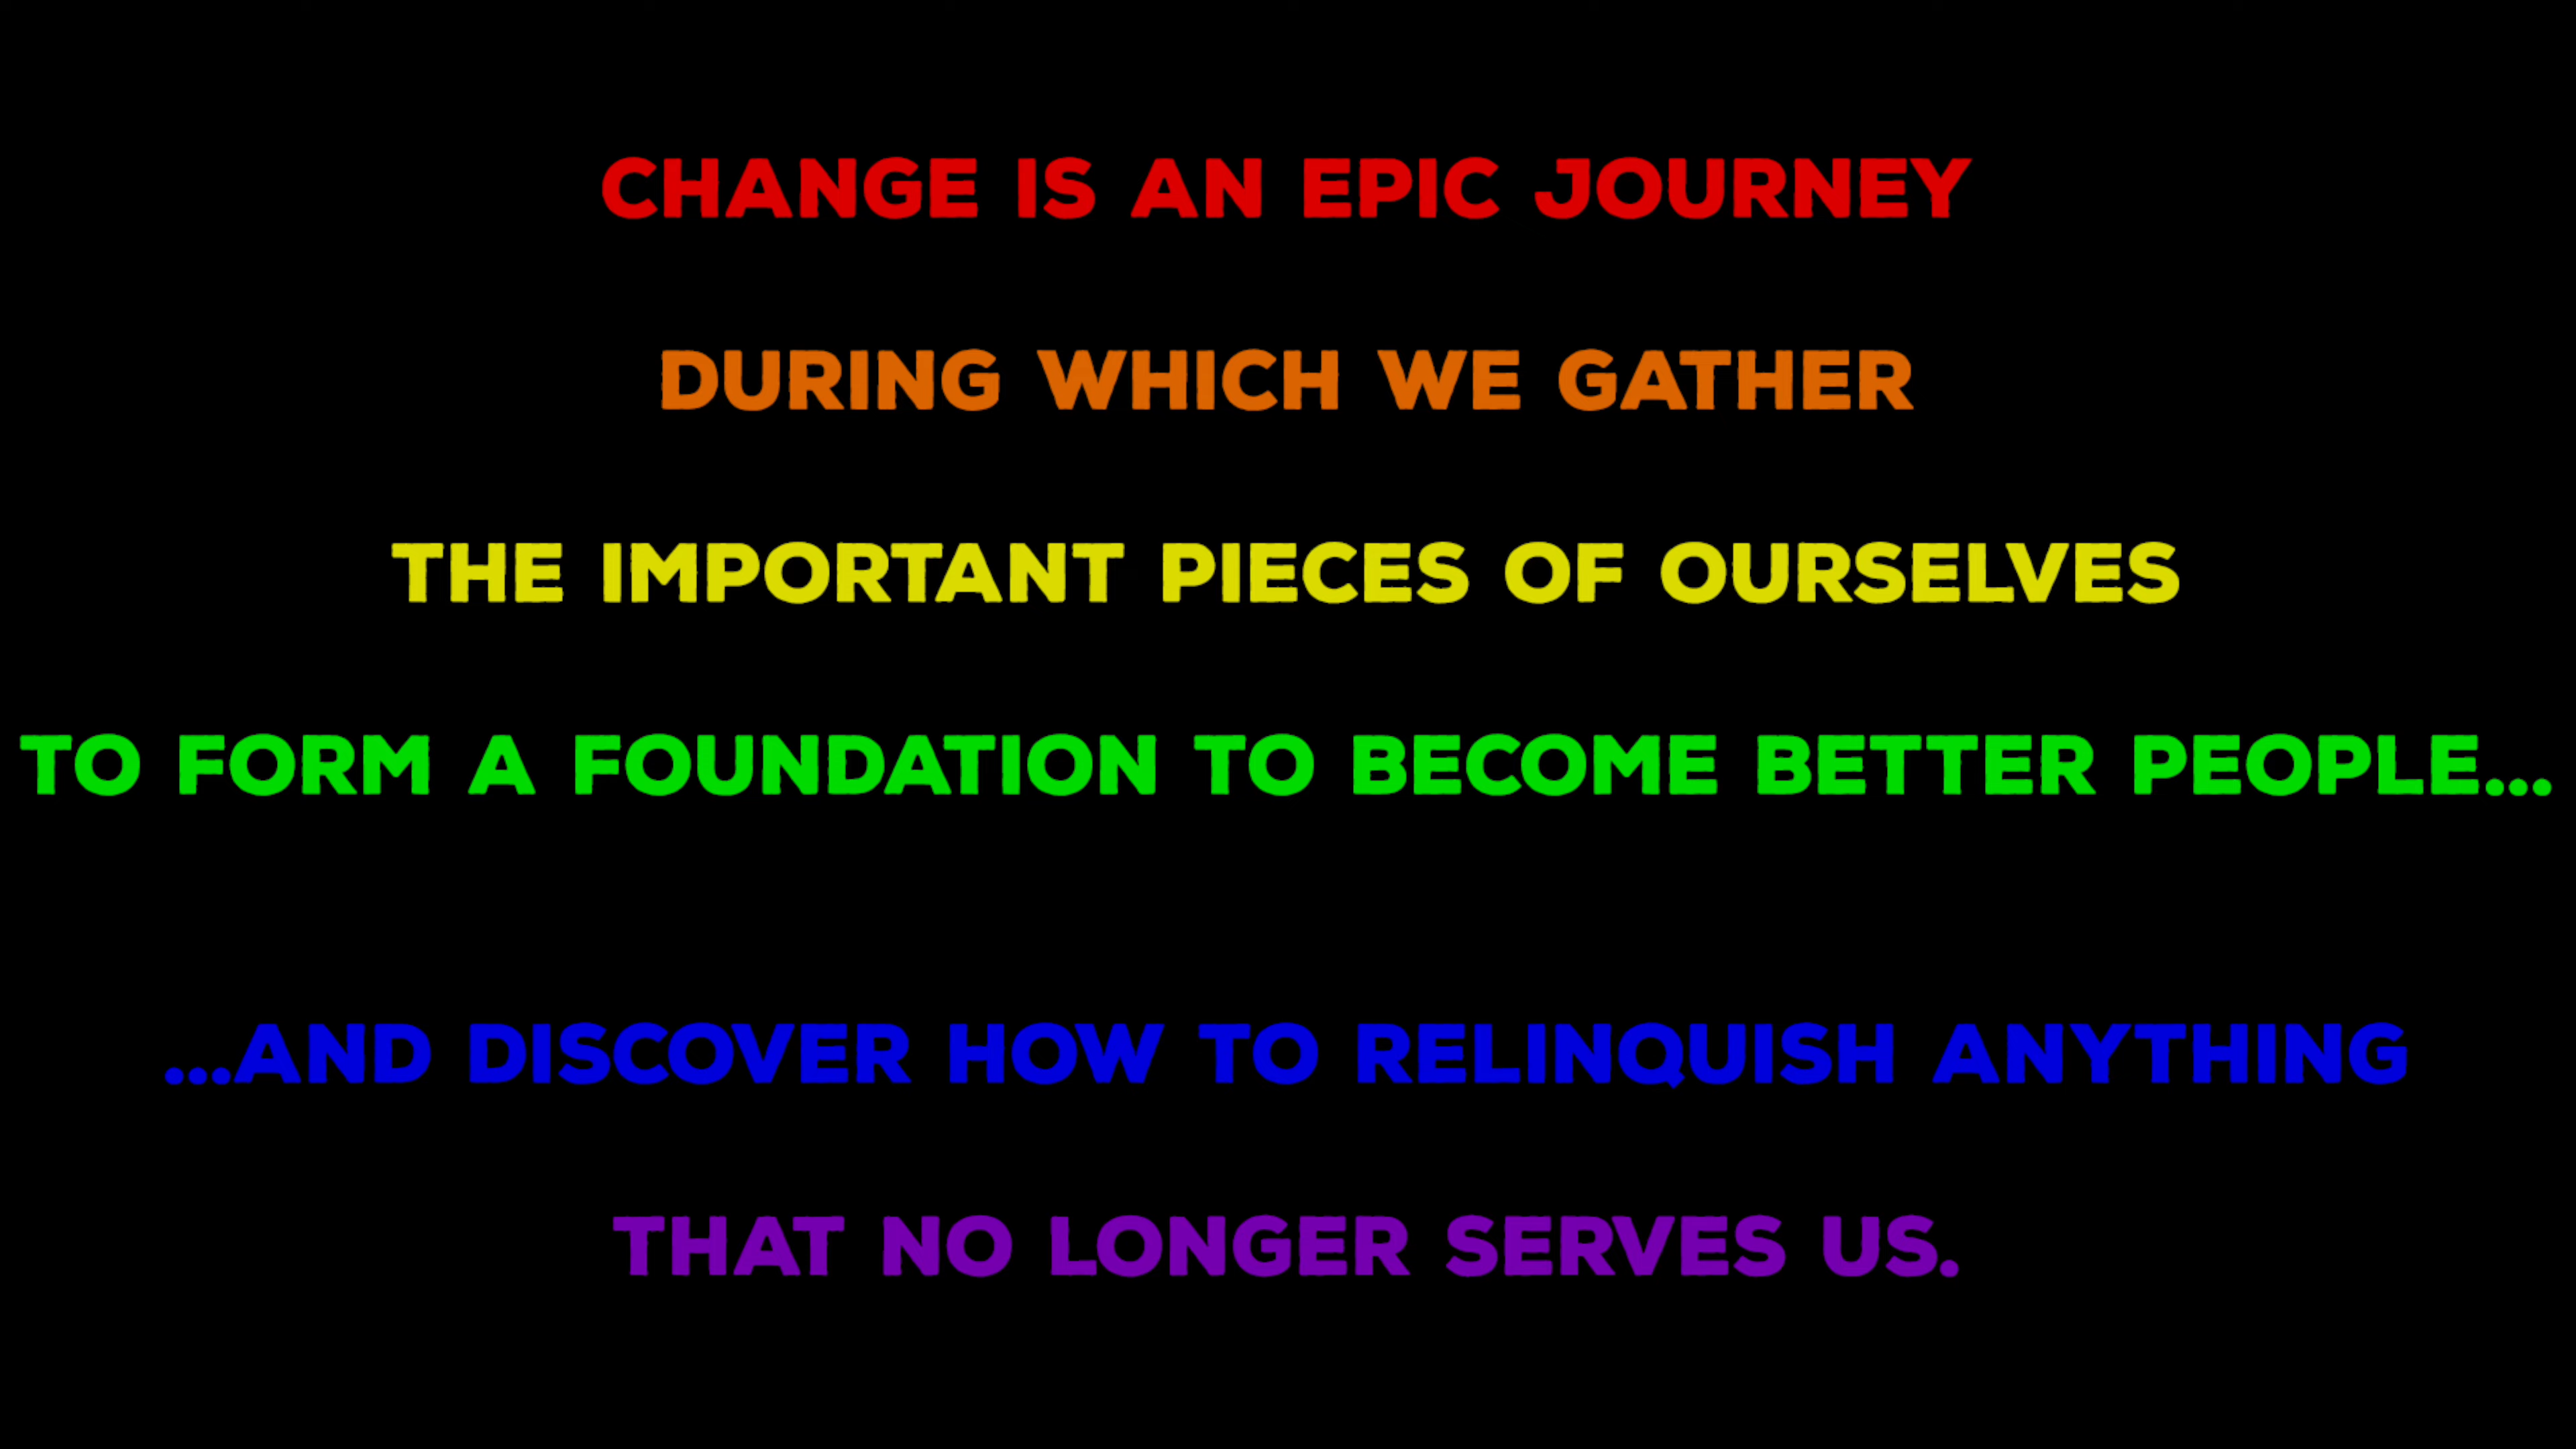 CHANGE IS AN EPIC JOURNEY
DURING WHICH WE GATHER
THE IMPORTANT PIECES OF OURSELVES
TO FORM A FOUNDATION TO BECOME BETTER PEOPLE...
...AND DISCOVER HOW TO RELINQUISH ANYTHING
THAT NO LONGER SERVES US.